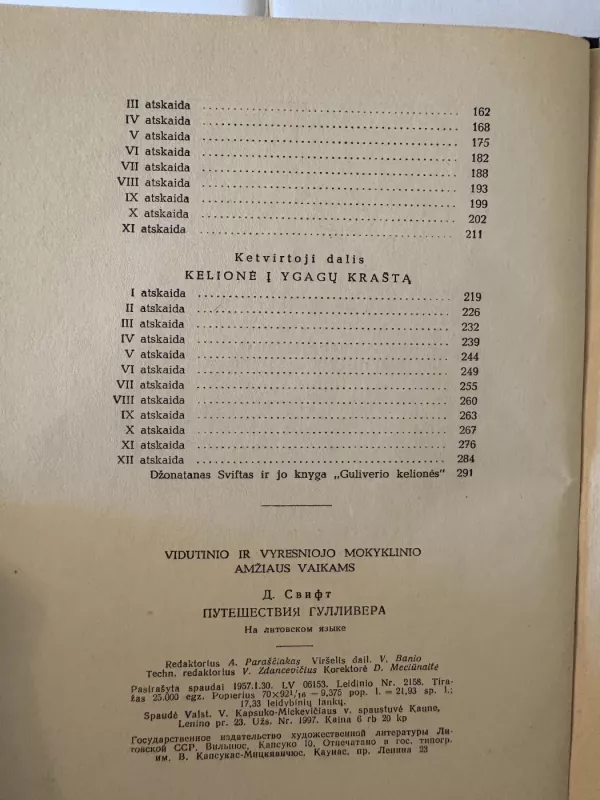 III atskaida 162
IV atskaida 168
V atskaida 175
VI atskaida 182
VII atskaida 188
VIII atskaida 193
IX atskaida 199
X atskaida 202
XI atskaida 211
Ketvirtoji dalis
KELIONĖ Į YGAGŲ KRAŠTĄ
I atskaida 219
II atskaida 226
III atskaida 232
IV atskaida 239
V atskaida 244
VI atskaida 249
VII atskaida 255
VIII atskaida 260
IX atskaida 263
X atskaida 267
XI atskaida 276
XII atskaida 284
Džonatanas Sviftas ir jo knyga „Guliverio kelionės“ 291
VIDUTINIO IR VYRESNIOJO MOKYKLINIO
AMŽIAUS VAIKAMS
Д. Свифт
ПУТЕШЕСТВИЯ ГУЛЛИВЕРА
На литовском языке
Redaktorius A. Paraščiakas Viršelis dail. V. Banio
Techn. redaktorius V. Zdancevičius Korektorė D. Meciūnaitė
Pasirašyta spaudai 1957.I.30. LV 06153. Leidinio Nr. 2158. Tira-
žas 25.000 egz. Popierius 70×92 1/16 = 9,375 pop. l. = 21,93 sp. l.;
17,33 leidybinių lankų.
Spaudė Valst. V. Kapsuko-Mickevičiaus v. spaustuvė Kaune,
Lenino pr. 23. Užs. Nr. 1997. Kaina 6 rb 20 kp
Государственное издательство художественной литературы Ли-
товской ССР, Вильнюс, Капсуко 10. Отпечатано в гос. типогр.
им. В. Капсукас-Мицкявичюс, Каунас, пр. Ленина 23